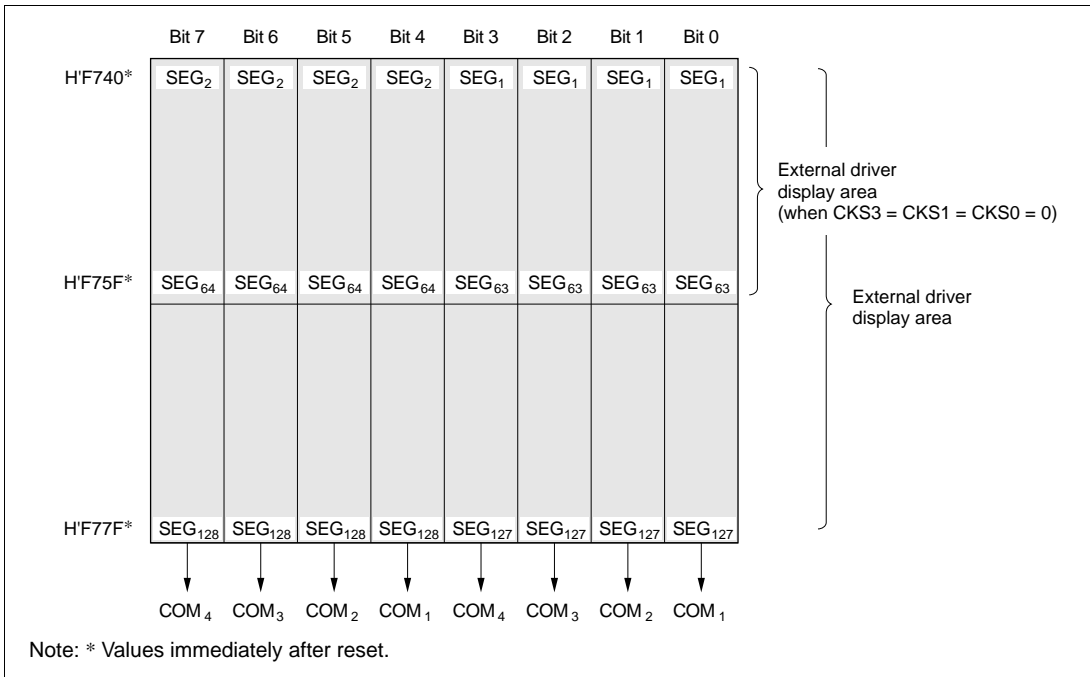 Bit 7 Bit 6 Bit 5 Bit 4 Bit 3 Bit 2 Bit 1 Bit 0
H'F740* SEG2 SEG2 SEG2 SEG2 SEG1 SEG1 SEG1 SEG1
External driver
display area
(when CKS3 = CKS1 = CKS0 = 0)
H'F75F* SEG64 SEG64 SEG64 SEG64 SEG63 SEG63 SEG63 SEG63
External driver
display area
H'F77F* SEG128 SEG128 SEG128 SEG128 SEG127 SEG127 SEG127 SEG127
COM4 COM3 COM2 COM1 COM4 COM3 COM2 COM1
Note: * Values immediately after reset.